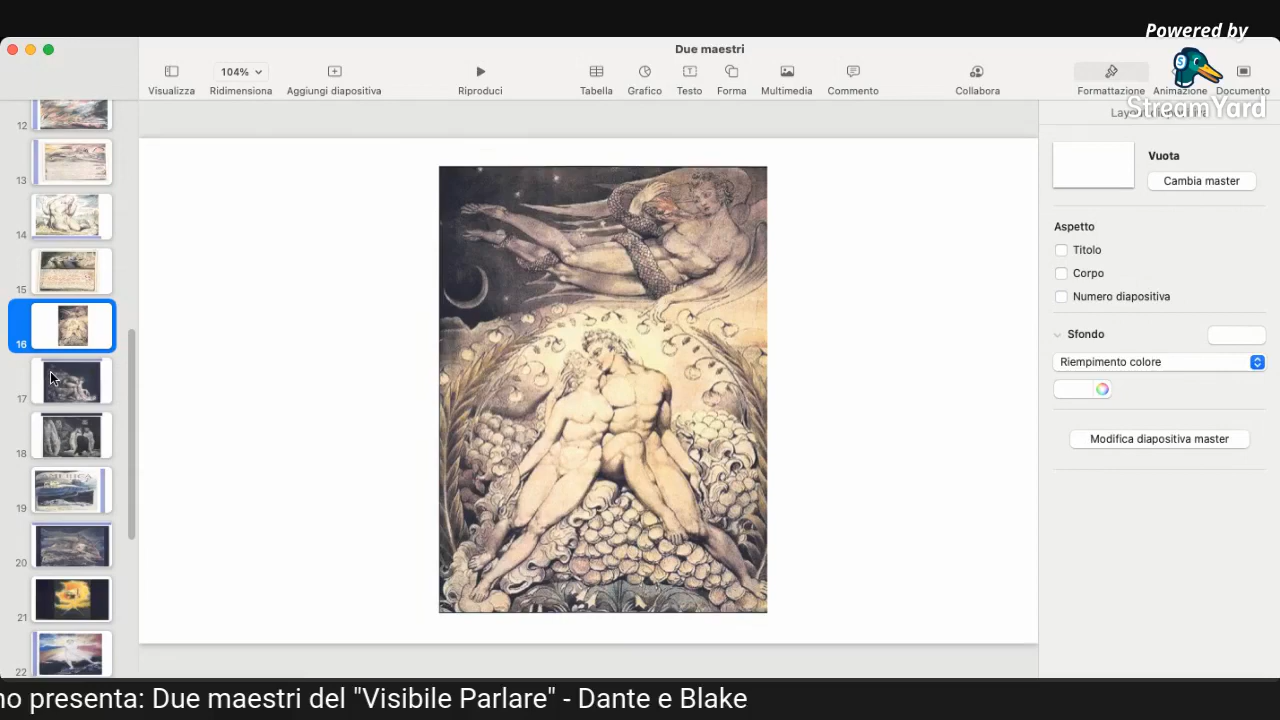 Powered by
StreamYard
Due maestri
104%
Visualizza Ridimensiona Aggiungi diapositiva Riproduci Tabella Grafico Testo Forma Multimedia Commento Collabora Formattazione Animazione Documento
Vuota
Cambia master
Aspetto
Titolo
Corpo
Numero diapositiva
Sfondo
Riempimento colore
Modifica diapositiva master
12
13
14
15
16
17
18
19
20
21
22
no presenta: Due maestri del "Visibile Parlare" - Dante e Blake